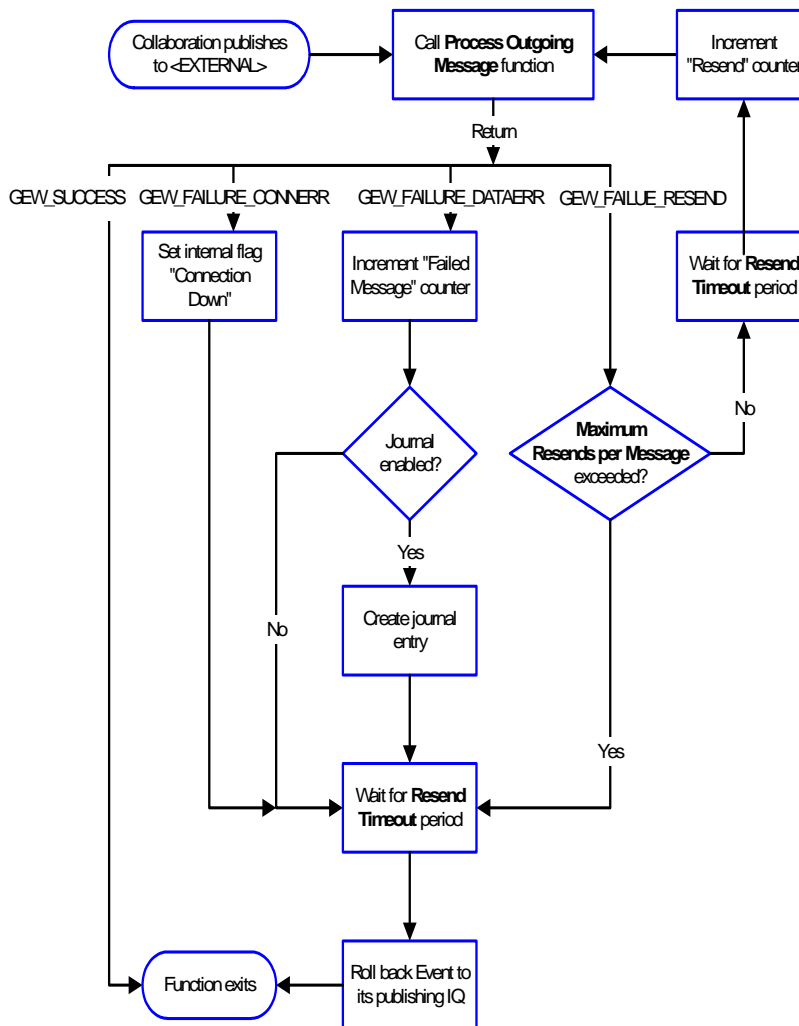 Collaboration publishes
to <EXTERNAL>
Call Process Outgoing
Message function
Increment
"Resend" counter
Return
GEW_SUCCESS
GEW_FAILURE_CONNERR
GEW_FAILURE_DATAERR
GEW_FAILUE_RESEND
Set internal flag
"Connection
Down"
Increment "Failed
Message" counter
Wait for Resend
Timeout period
No
Journal
enabled?
Maximum
Resends per Message
exceeded?
Yes
No
Create journal
entry
Yes
Wait for Resend
Timeout period
Function exits
Roll back Event to
its publishing IQ